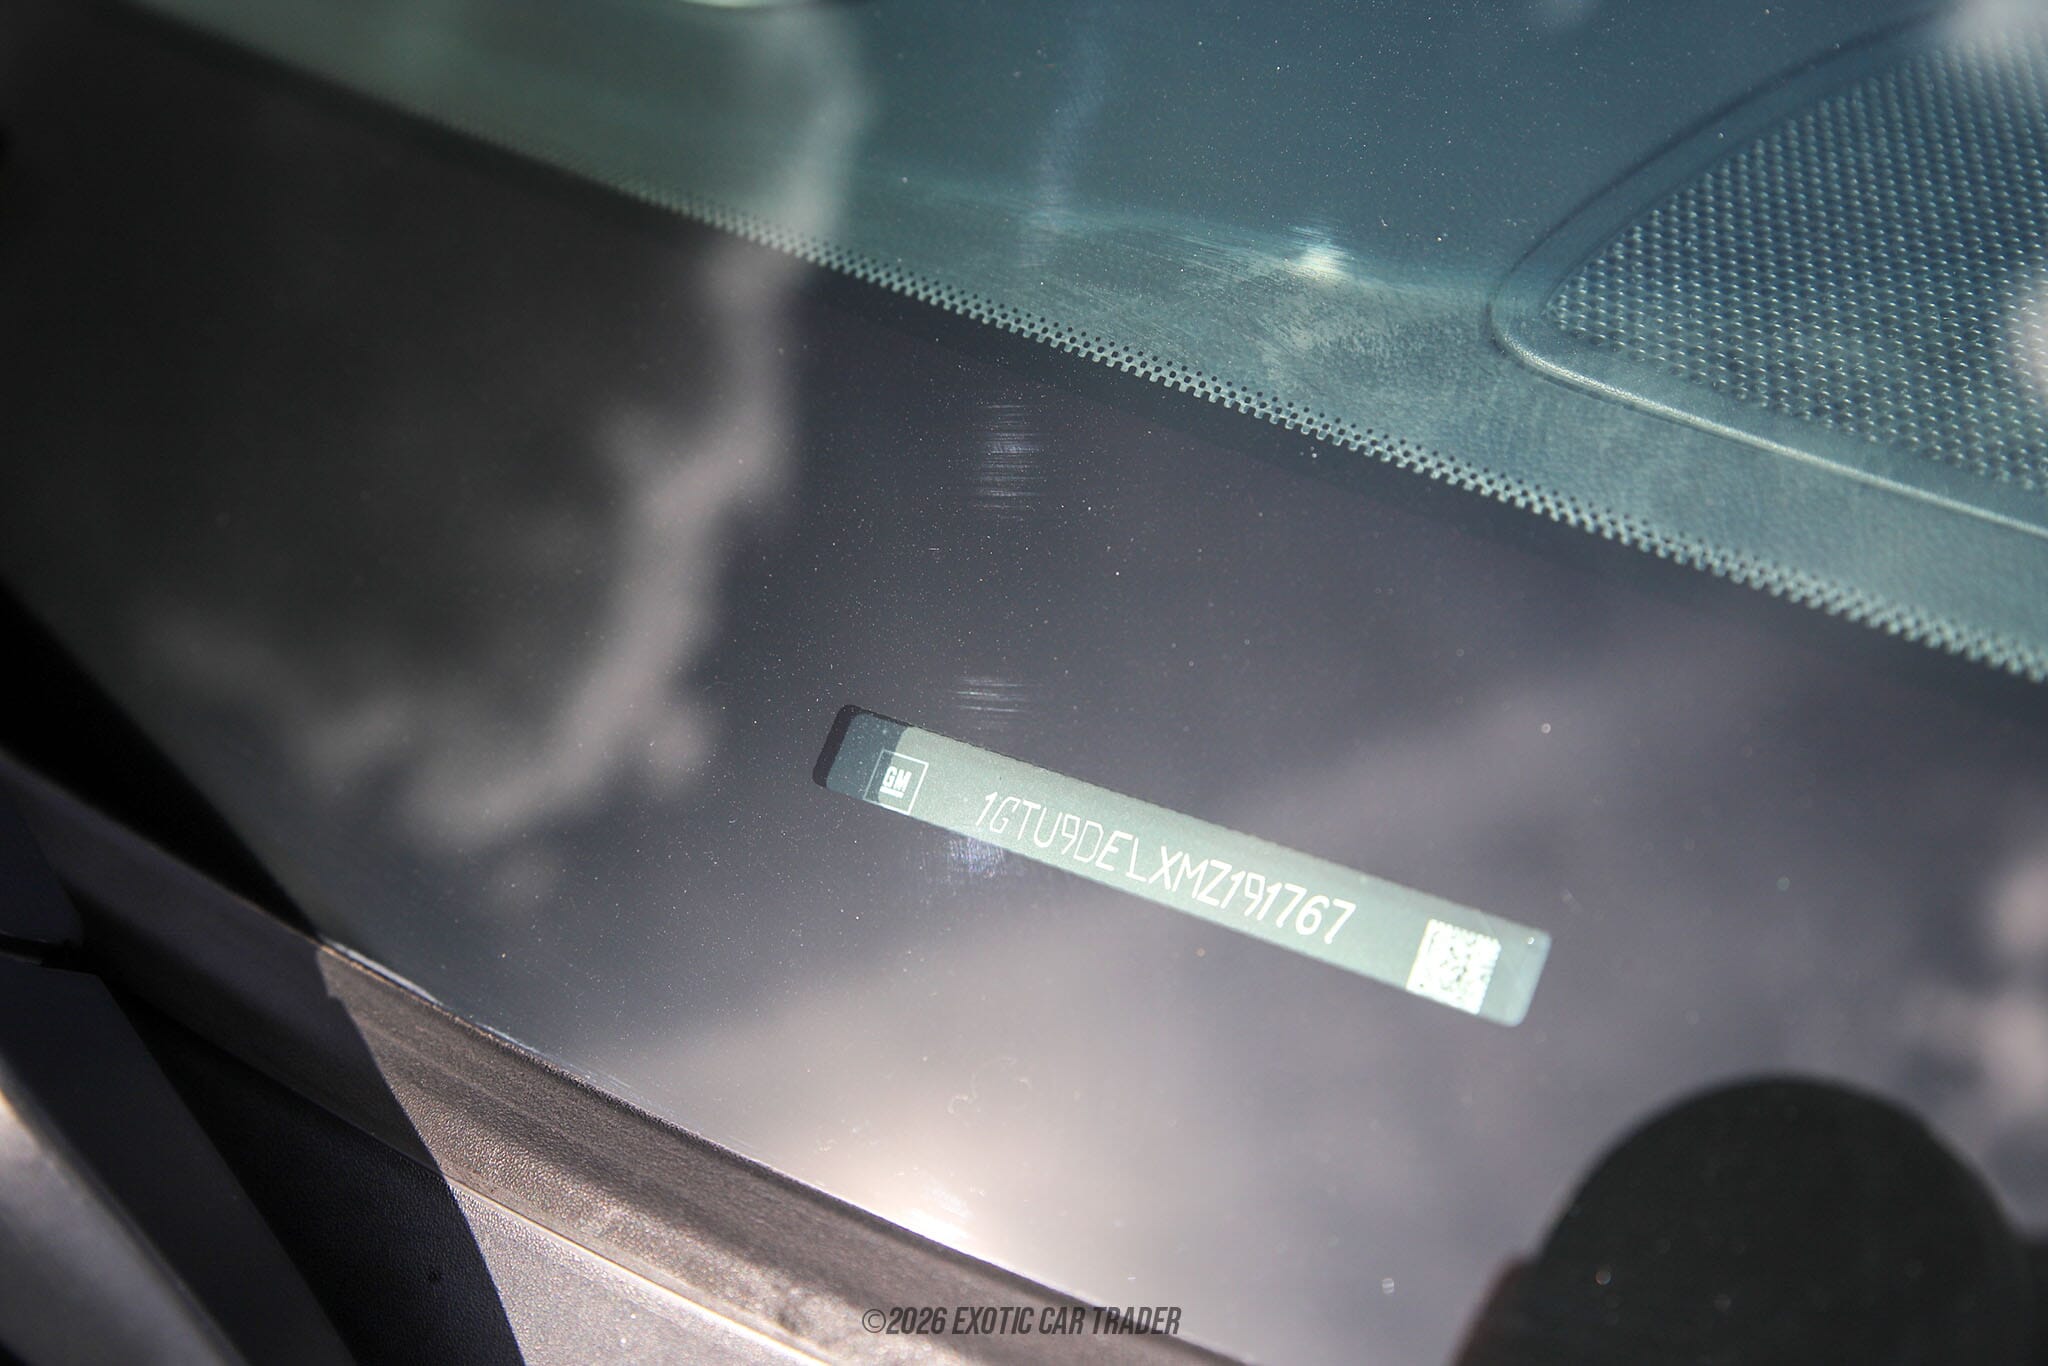 GM
1GTU9DELXMZ191767
©2026 EXOTIC CAR TRADER